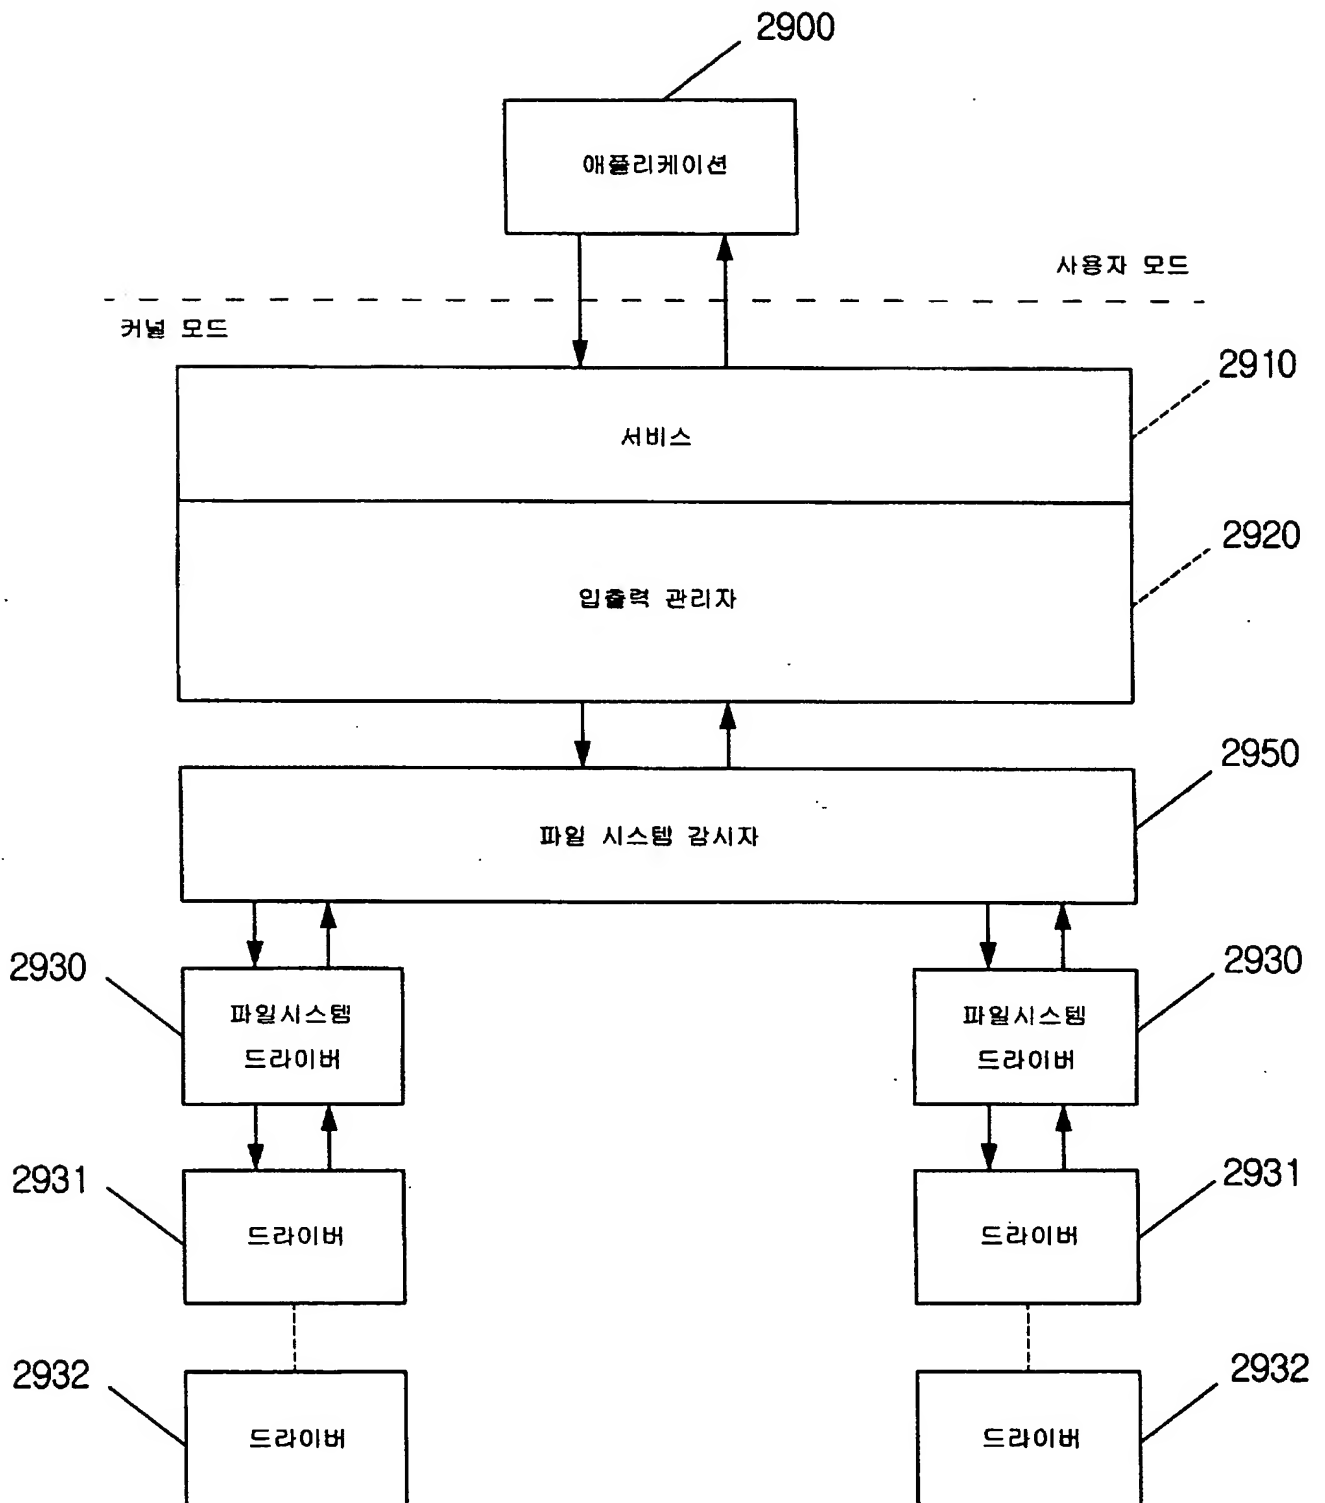 2900
애플리케이션
사용자 모드
커널 모드
2910
서비스
2920
입출력 관리자
2950
파일 시스템 감시자
2930
파일시스템
드라이버
2930
파일시스템
드라이버
2931
드라이버
2931
드라이버
2932
드라이버
2932
드라이버